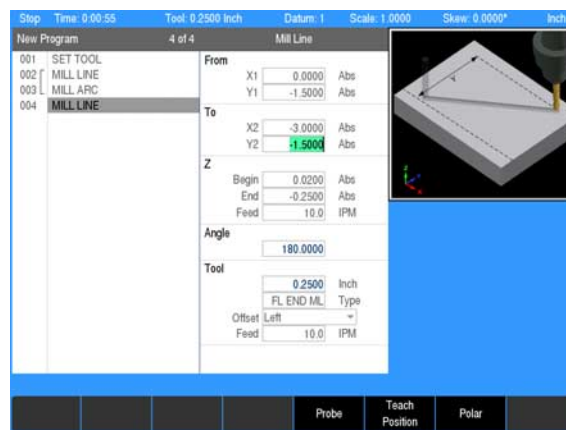 Stop Time: 0:00:55 Tool: 0.2500 Inch Datum: 1 Scale: 1.0000 Skew: 0.0000° Inch
New Program 4 of 4 Mill Line
001 SET TOOL
002 MILL LINE
003 MILL ARC
004 MILL LINE
From
X1 0.0000 Abs
Y1 -1.5000 Abs
To
X2 -3.0000 Abs
Y2 -1.5000 Abs
Z
Begin 0.0200 Abs
End -0.2500 Abs
Feed 10.0 IPM
Angle
180.0000
Tool
0.2500 Inch
FL END ML Type
Offset Left
Feed 10.0 IPM
Probe
Teach
Position
Polar